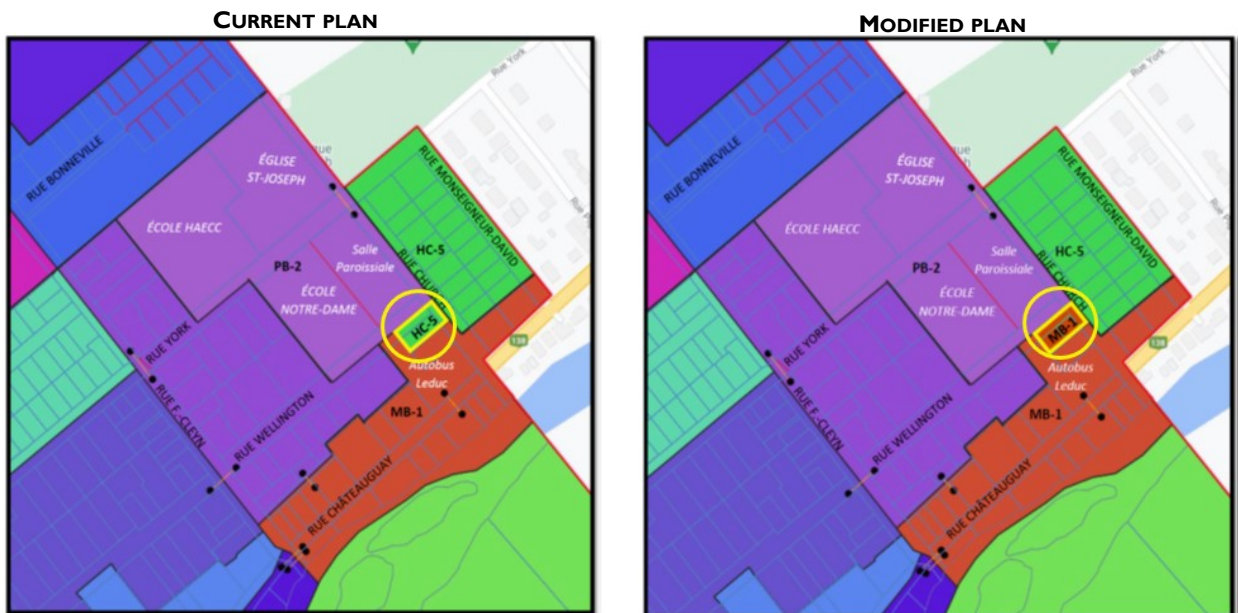 CURRENT PLAN
Rue York
RUE BONNEVILLE
ÉGLISE
ST-JOSEPH
RUE MONSEIGNEUR-DAVID
ÉCOLE HAECC
Salle
Paroissiale
HC-5
RUE CHURCH
PB-2
ÉCOLE
NOTRE-DAME
HC-5
138
RUE YORK
Autobus
Leduc
RUE F.-CLEYN
MB-1
RUE WELLINGTON
RUE CHÂTEAUGUAY
MODIFIED PLAN
Rue York
RUE BONNEVILLE
ÉGLISE
ST-JOSEPH
RUE MONSEIGNEUR-DAVID
ÉCOLE HAECC
Salle
Paroissiale
HC-5
RUE CHURCH
PB-2
ÉCOLE
NOTRE-DAME
MB-1
138
RUE YORK
Autobus
Leduc
RUE F.-CLEYN
MB-1
RUE WELLINGTON
RUE CHÂTEAUGUAY